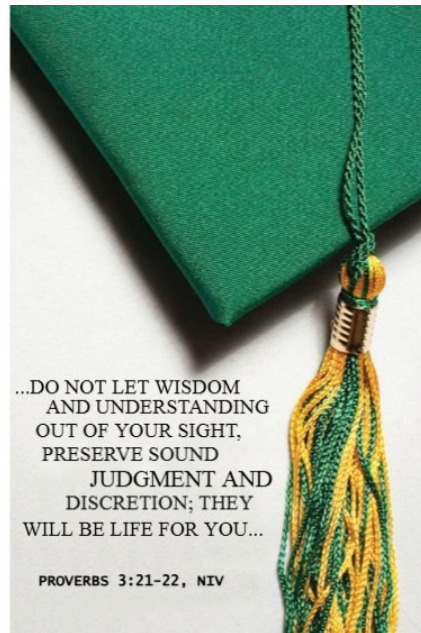 ...DO NOT LET WISDOM
AND UNDERSTANDING
OUT OF YOUR SIGHT,
PRESERVE SOUND
JUDGMENT AND
DISCRETION; THEY
WILL BE LIFE FOR YOU...
PROVERBS 3:21-22, NIV